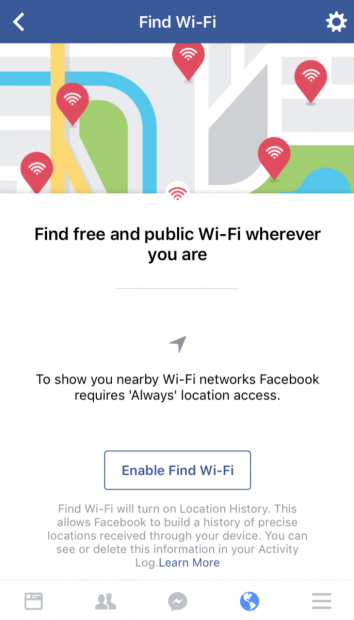 Find Wi-Fi
Find free and public Wi-Fi wherever
you are
To show you nearby Wi-Fi networks Facebook
requires 'Always' location access.
Enable Find Wi-Fi
Find Wi-Fi will turn on Location History. This
allows Facebook to build a history of precise
locations received through your device. You can
see or delete this information in your Activity
Log.Learn More